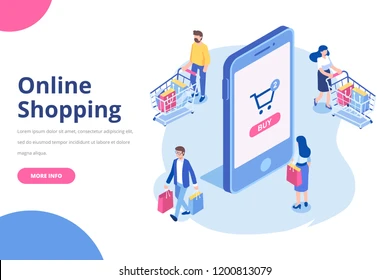 Online
Shopping
Lorem ipsum dolor sit amet, consectetur
adipiscing elit, sed do eiusmod tempor
incididunt ut labore et dolore
magna aliqua.
MORE INFO
BUY
shutterstock.com · 1200813079